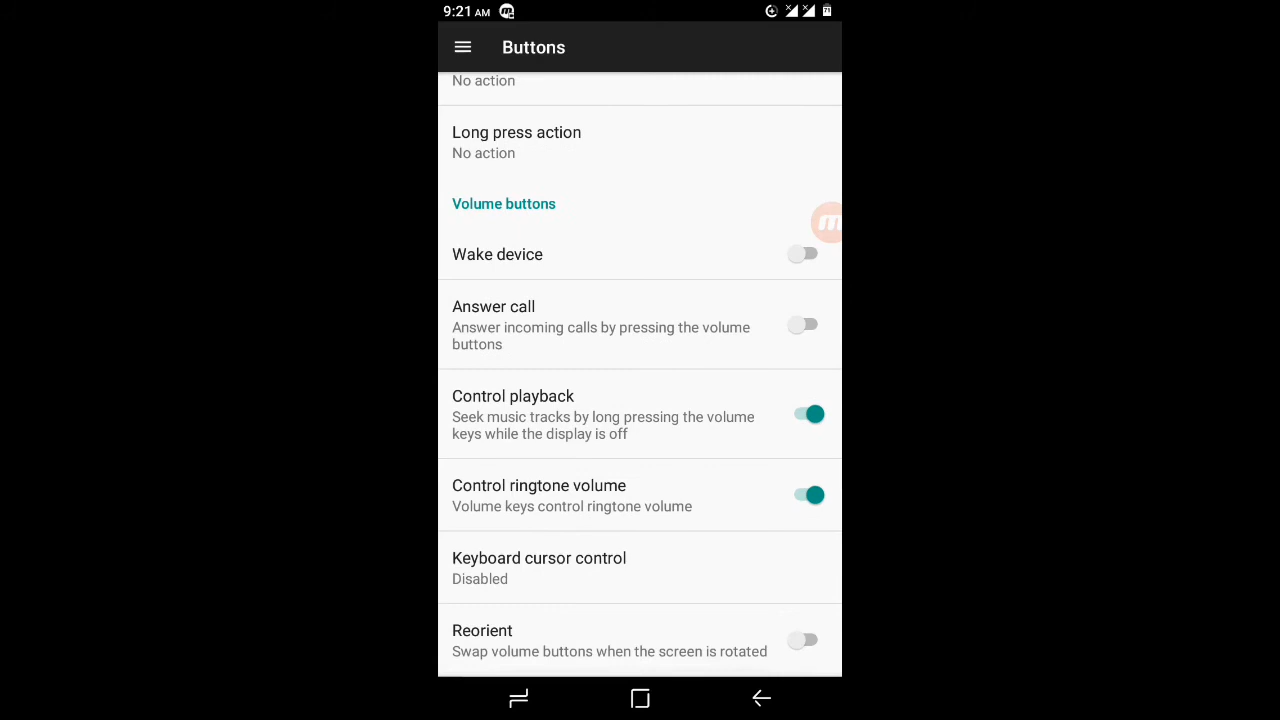 9:21 AM
71
Buttons
No action
Long press action
No action
Volume buttons
Wake device
Answer call
Answer incoming calls by pressing the volume
buttons
Control playback
Seek music tracks by long pressing the volume
keys while the display is off
Control ringtone volume
Volume keys control ringtone volume
Keyboard cursor control
Disabled
Reorient
Swap volume buttons when the screen is rotated